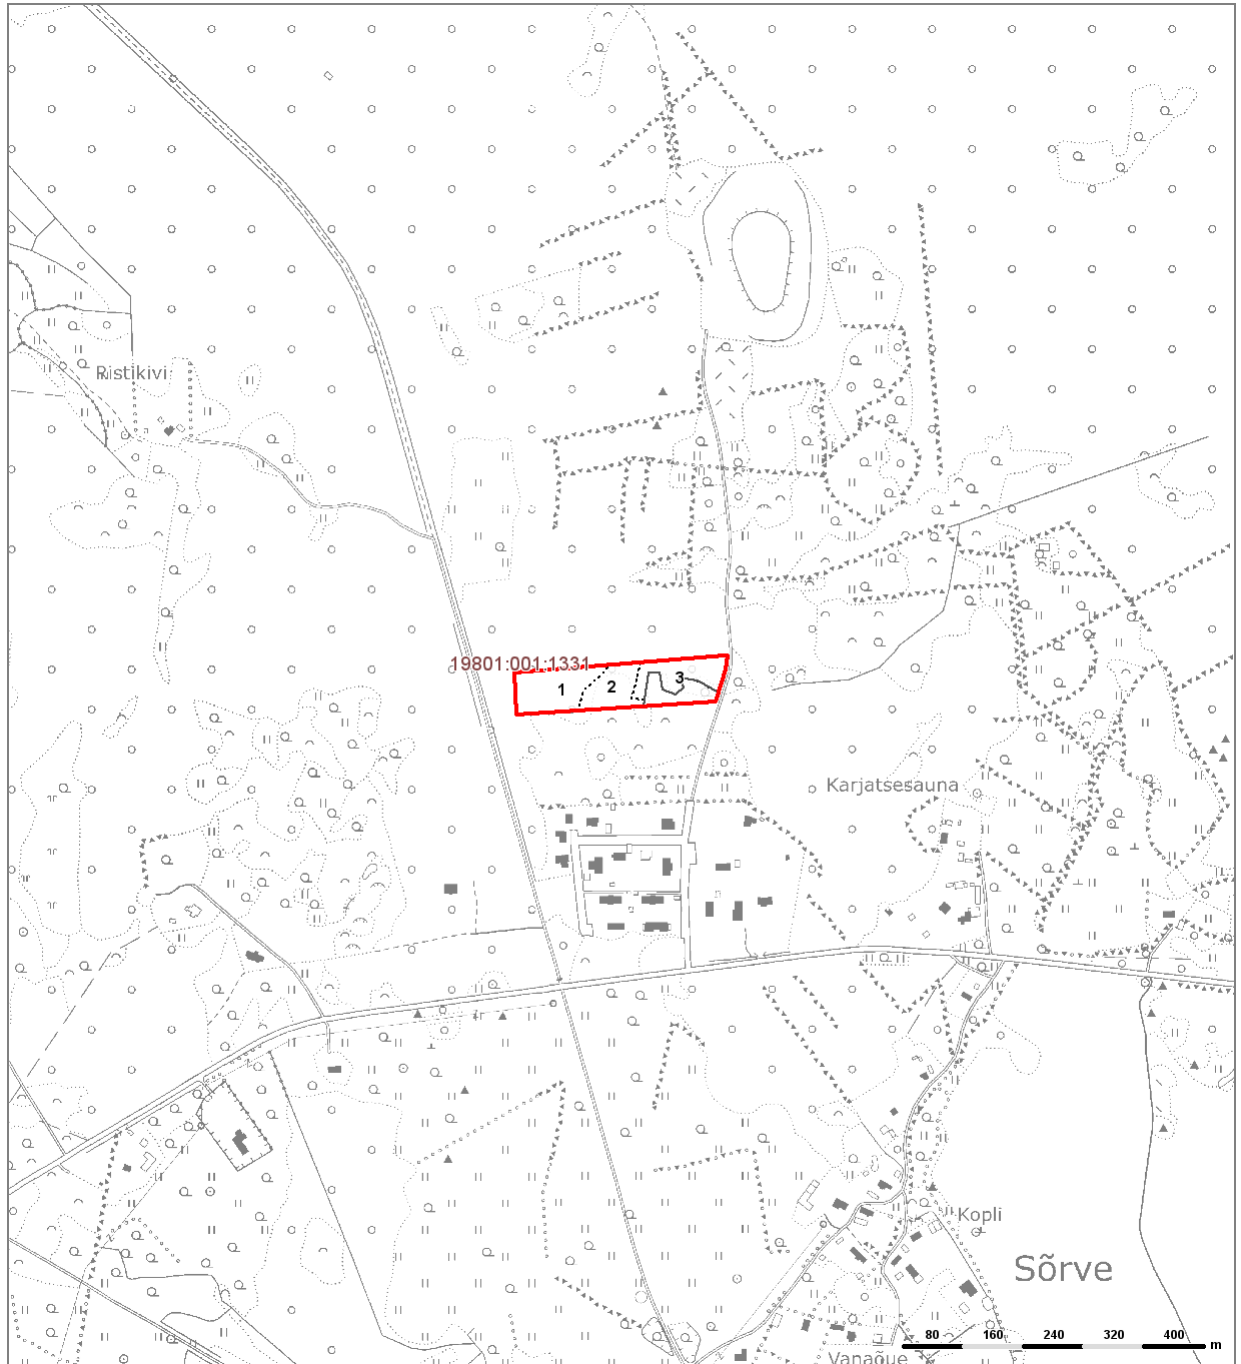 Ristikivi
19801:001:1331
1
2
3
Karjatsesauna
Kopli
Sõrve
80 160 240 320 400 m
Vanaõue